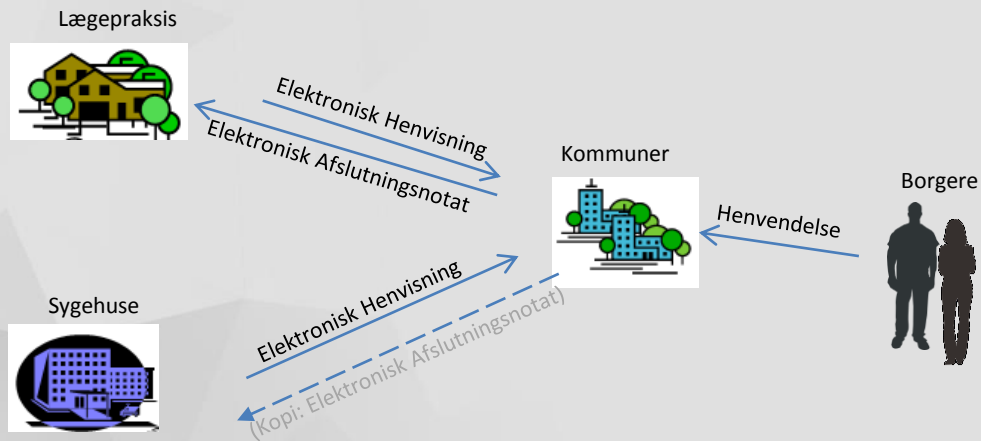 Lægepraksis
Elektronisk Henvisning
Elektronisk Afslutningsnotat
Kommuner
Borgere
Henvendelse
Sygehuse
Elektronisk Henvisning
(Kopi: Elektronisk Afslutningsnotat)